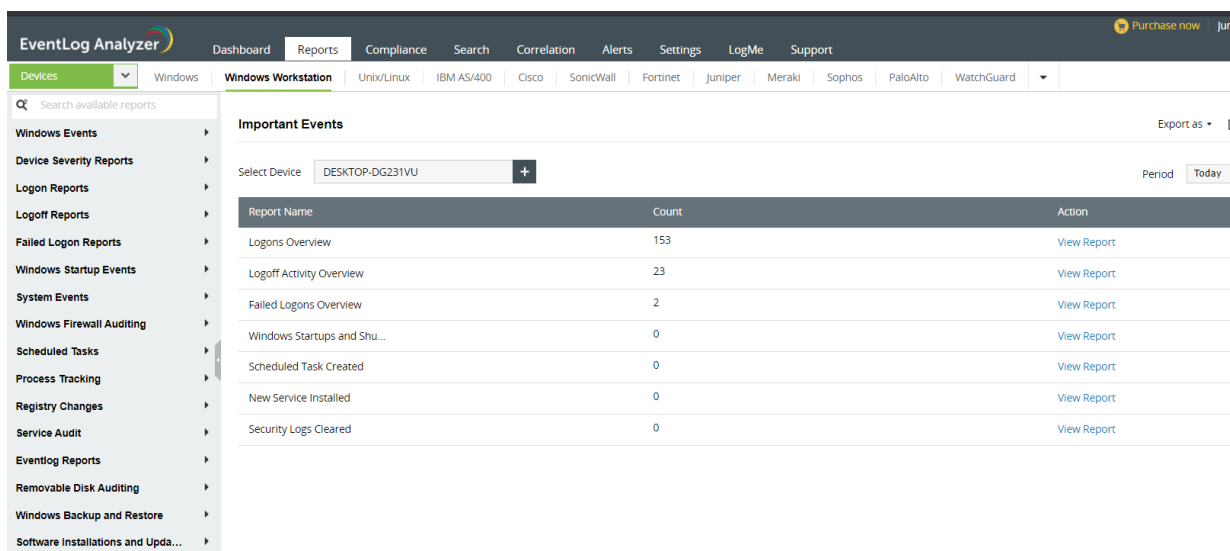 Purchase now
EventLog Analyzer
Dashboard Reports Compliance Search Correlation Alerts Settings LogMe Support
Devices Windows Windows Workstation Unix/Linux IBM AS/400 Cisco SonicWall Fortinet Juniper Meraki Sophos PaloAlto WatchGuard
Search available reports
Windows Events
Device Severity Reports
Logon Reports
Logoff Reports
Failed Logon Reports
Windows Startup Events
System Events
Windows Firewall Auditing
Scheduled Tasks
Process Tracking
Registry Changes
Service Audit
Eventlog Reports
Removable Disk Auditing
Windows Backup and Restore
Software Installations and Upda...
Important Events Export as
Select Device DESKTOP-DG231VU + Period Today
Report Name Count Action
Logons Overview 153 View Report
Logoff Activity Overview 23 View Report
Failed Logons Overview 2 View Report
Windows Startups and Shu... 0 View Report
Scheduled Task Created 0 View Report
New Service Installed 0 View Report
Security Logs Cleared 0 View Report